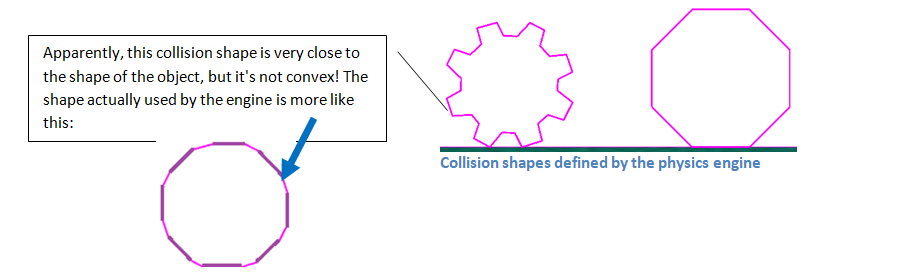 Apparently, this collision shape is very close to
the shape of the object, but it's not convex! The
shape actually used by the engine is more like
this:
Collision shapes defined by the physics engine